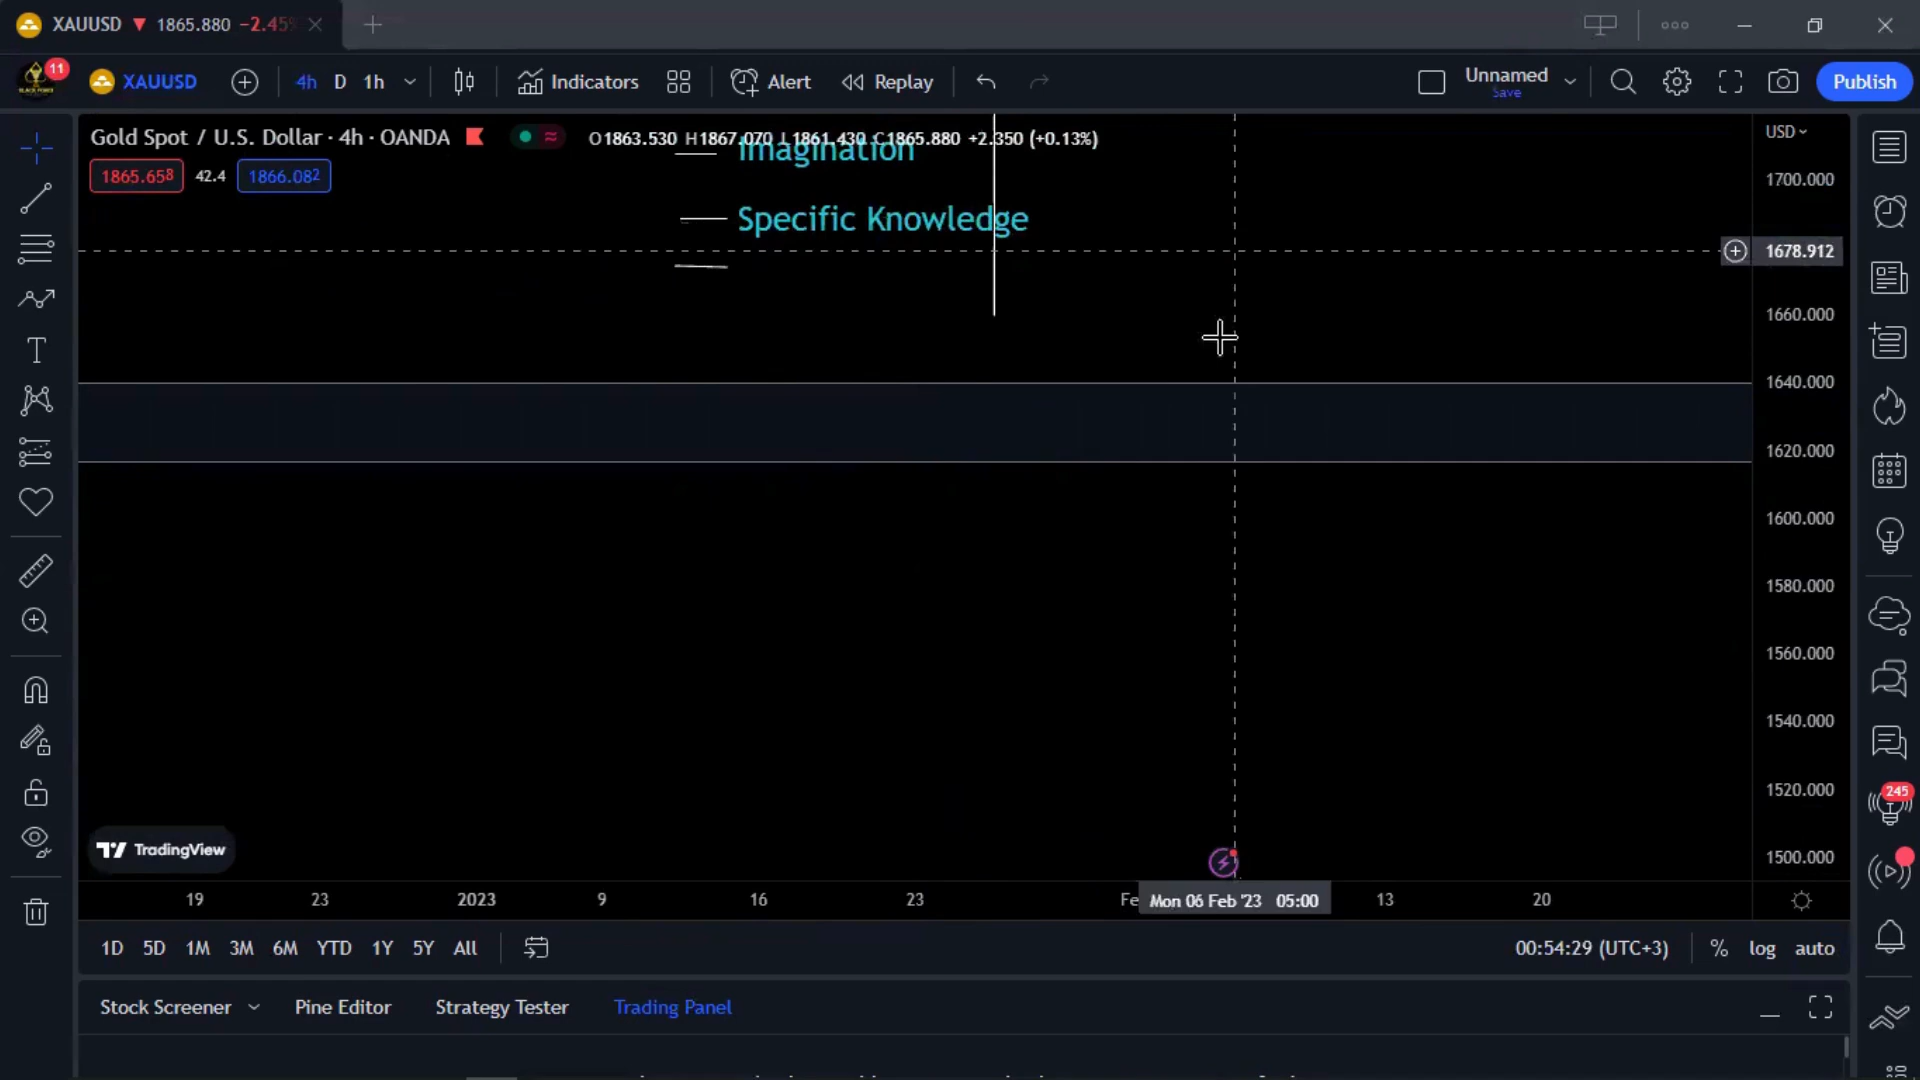 XAUUSD ▼ 1865.880 −2.45%
11
XAUUSD 4h D 1h Indicators Alert Replay Unnamed Publish
Save
Gold Spot / U.S. Dollar · 4h · OANDA O1863.530 H1867.070 L1861.430 C1865.880 +2.350 (+0.13%) USD
Imagination
1865.658 42.4 1866.082
1700.000
Specific Knowledge
1678.912
1660.000
1640.000
1620.000
1600.000
1580.000
1560.000
1540.000
1520.000
1500.000
245
TradingView
19 23 2023 9 16 23 Fe Mon 06 Feb '23 05:00 13 20
1D 5D 1M 3M 6M YTD 1Y 5Y All 00:54:29 (UTC+3) % log auto
Stock Screener Pine Editor Strategy Tester Trading Panel